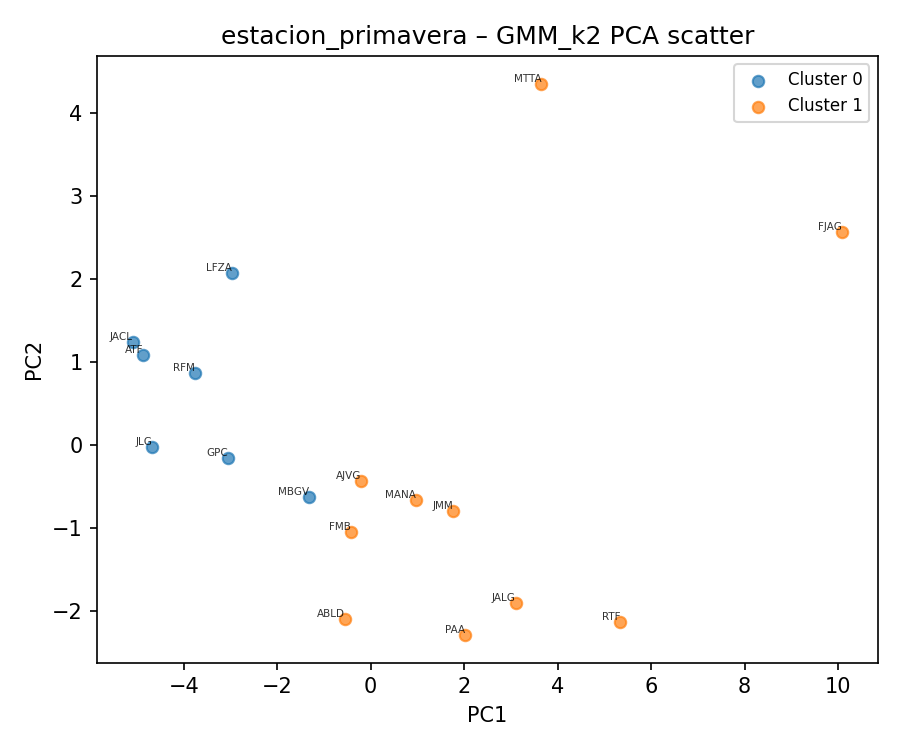 estacion_primavera – GMM_k2 PCA scatter
Cluster 0
Cluster 1
MTTA
FJAG
LFZA
JACL
ATF
RFM
JLG
GPC
MBGV
AJVG
MANA
JMM
FMB
ABLD
JALG
PAA
RTF
PC2
4
3
2
1
0
−1
−2
−4
−2
0
2
4
6
8
10
PC1